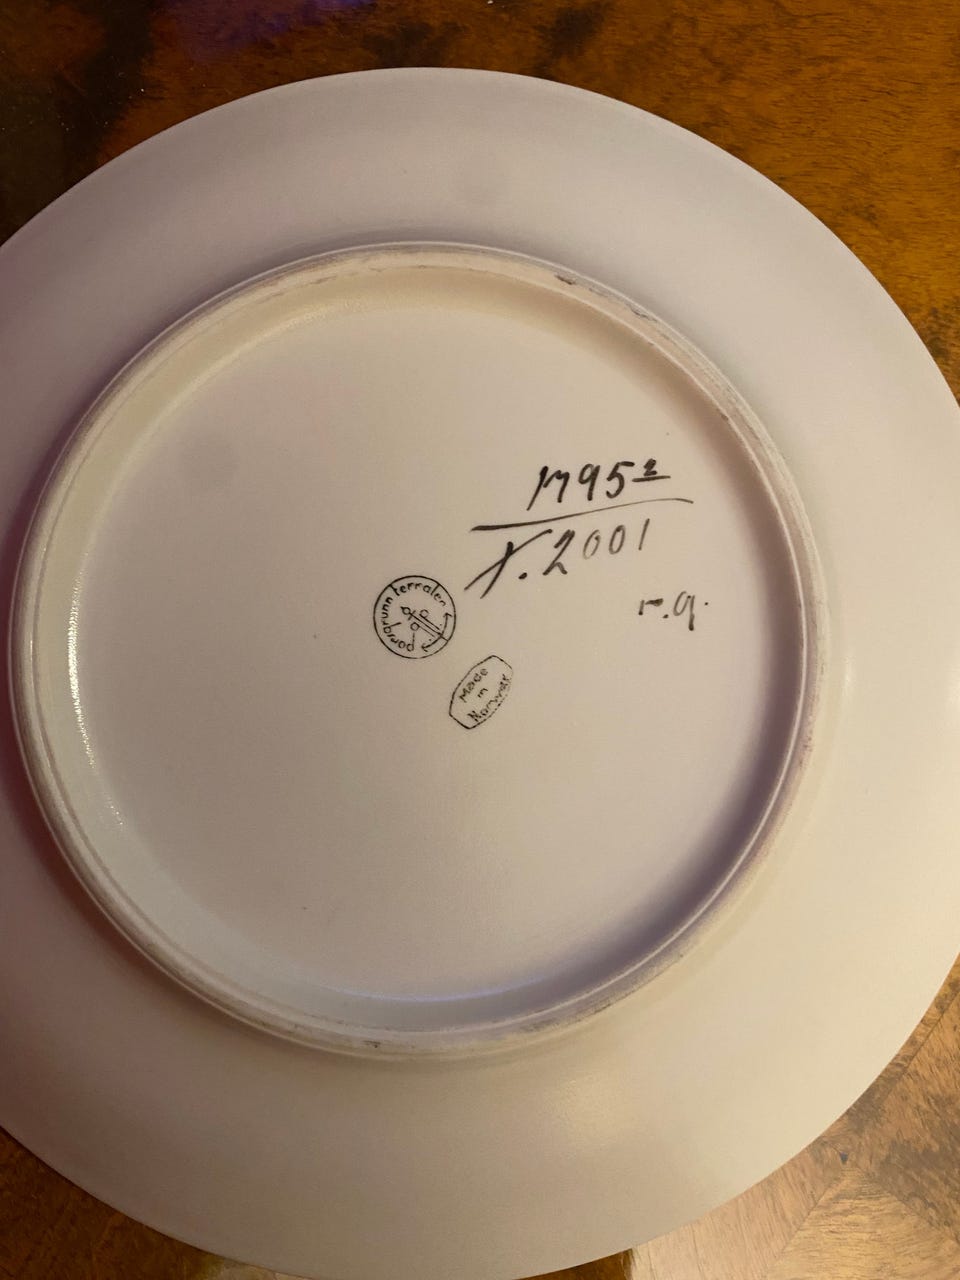 1795²
f.2001
r.g.
porsgrunn terralen
Made
in
Norway